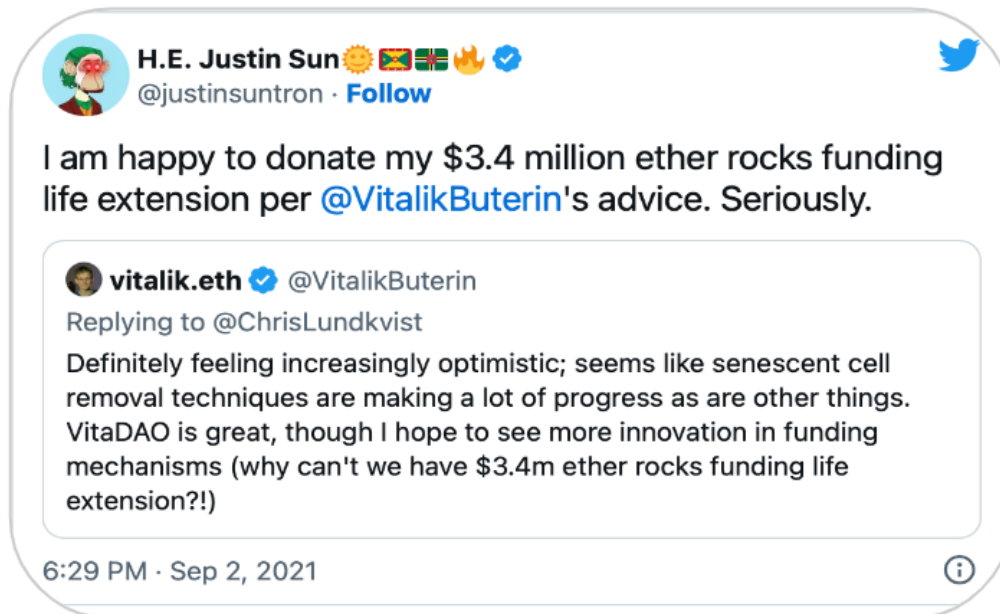 H.E. Justin Sun🌞🇬🇩🇩🇲🔥
@justinsuntron · Follow
I am happy to donate my $3.4 million ether rocks funding
life extension per @VitalikButerin's advice. Seriously.
vitalik.eth @VitalikButerin
Replying to @ChrisLundkvist
Definitely feeling increasingly optimistic; seems like senescent cell
removal techniques are making a lot of progress as are other things.
VitaDAO is great, though I hope to see more innovation in funding
mechanisms (why can't we have $3.4m ether rocks funding life
extension?!)
6:29 PM · Sep 2, 2021